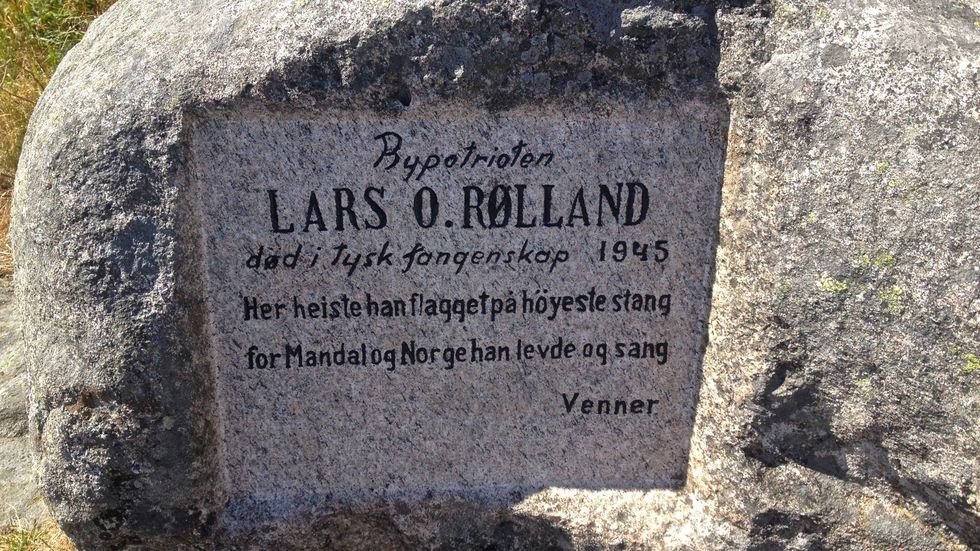 Bypatrioten
LARS O. RØLLAND
død i tysk fangenskap 1945
Her heiste han flagget på höyeste stang
for Mandal og Norge han levde og sang
Venner